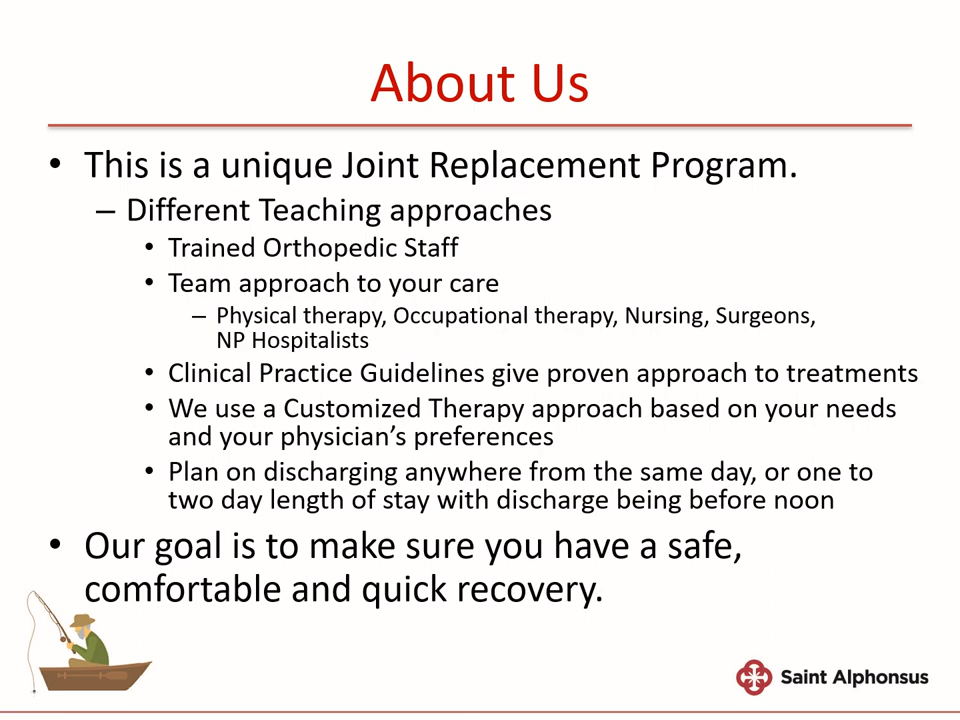 About Us
• This is a unique Joint Replacement Program.
– Different Teaching approaches
• Trained Orthopedic Staff
• Team approach to your care
– Physical therapy, Occupational therapy, Nursing, Surgeons,
NP Hospitalists
• Clinical Practice Guidelines give proven approach to treatments
• We use a Customized Therapy approach based on your needs
and your physician’s preferences
• Plan on discharging anywhere from the same day, or one to
two day length of stay with discharge being before noon
• Our goal is to make sure you have a safe,
comfortable and quick recovery.
Saint Alphonsus